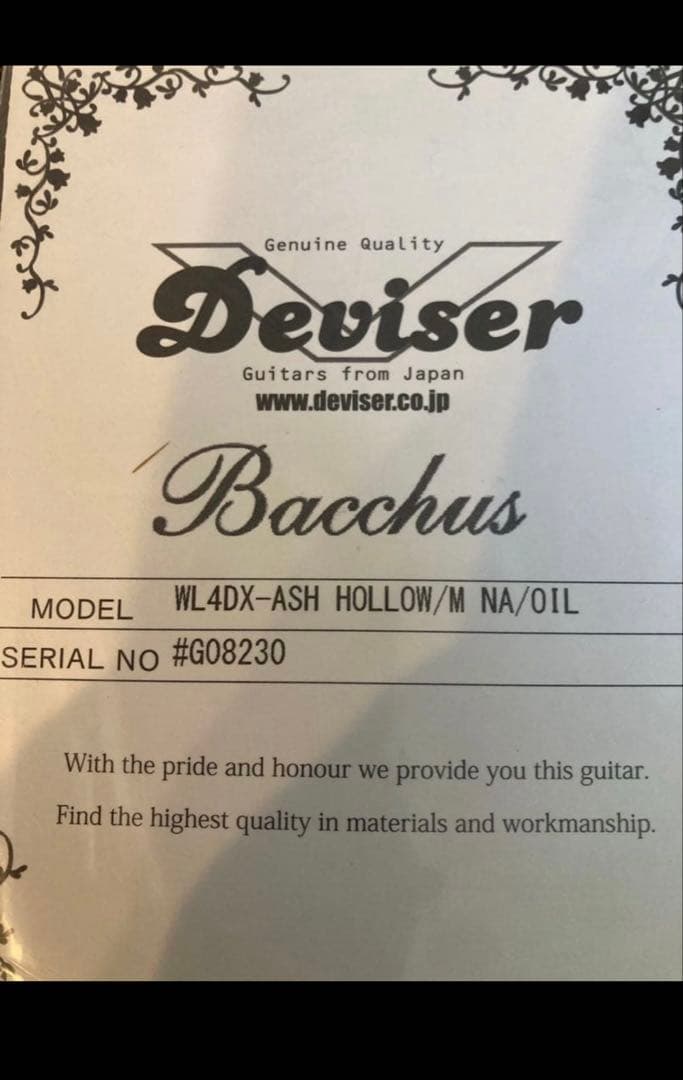 Genuine Quality
Deviser
Guitars from Japan
www.deviser.co.jp
Bacchus
MODEL WL4DX-ASH HOLLOW/M NA/OIL
SERIAL NO #G08230
With the pride and honour we provide you this guitar.
Find the highest quality in materials and workmanship.